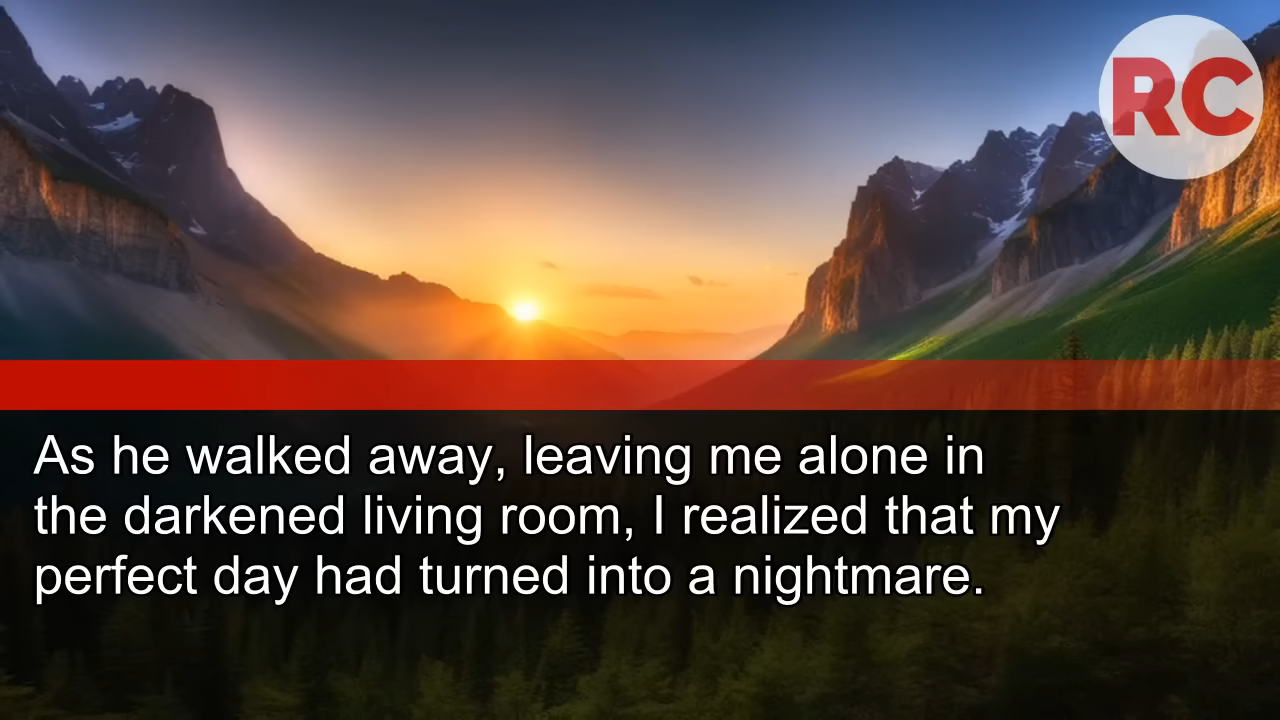 RC
As he walked away, leaving me alone in
the darkened living room, I realized that my
perfect day had turned into a nightmare.